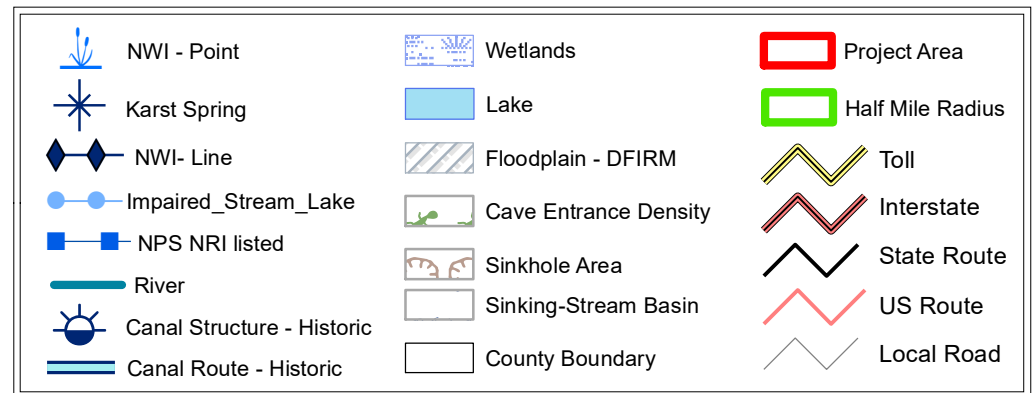 NWI - Point
Karst Spring
NWI- Line
Impaired_Stream_Lake
NPS NRI listed
River
Canal Structure - Historic
Canal Route - Historic
Wetlands
Lake
Floodplain - DFIRM
Cave Entrance Density
Sinkhole Area
Sinking-Stream Basin
County Boundary
Project Area
Half Mile Radius
Toll
Interstate
State Route
US Route
Local Road